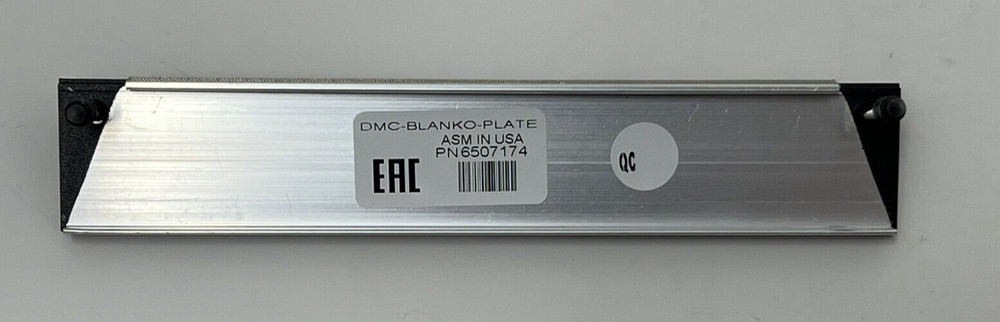 DMC-BLANKO-PLATE
ASM IN USA
PN6507174
EAC
QC